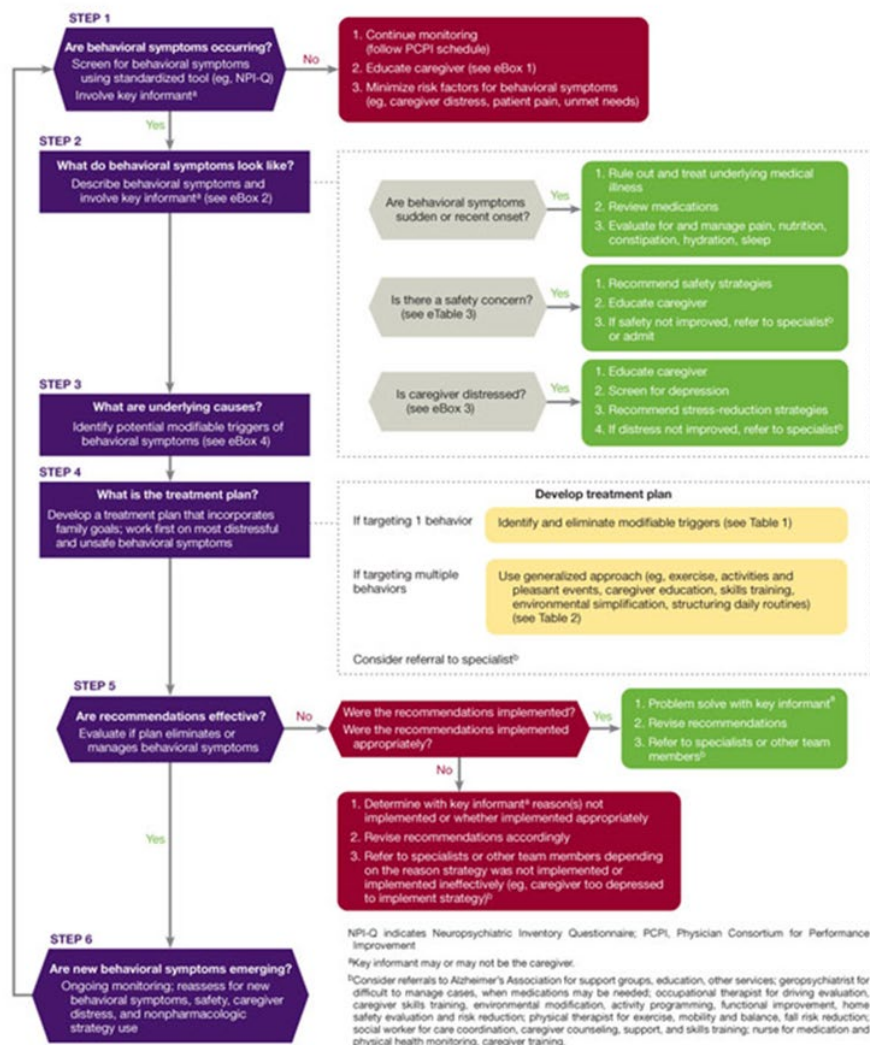 STEP 1
Are behavioral symptoms occurring?
Screen for behavioral symptoms
using standardized tool (eg, NPI-Q)
Involve key informantᵃ
No
1. Continue monitoring
(follow PCPI schedule)
2. Educate caregiver (see eBox 1)
3. Minimize risk factors for behavioral symptoms
(eg, caregiver distress, patient pain, unmet needs)
Yes
STEP 2
What do behavioral symptoms look like?
Describe behavioral symptoms and
involve key informantᵃ (see eBox 2)
Are behavioral symptoms
sudden or recent onset?
Yes
1. Rule out and treat underlying medical
illness
2. Review medications
3. Evaluate for and manage pain, nutrition,
constipation, hydration, sleep
Is there a safety concern?
(see eTable 3)
Yes
1. Recommend safety strategies
2. Educate caregiver
3. If safety not improved, refer to specialistᵇ
or admit
Is caregiver distressed?
(see eBox 3)
Yes
1. Educate caregiver
2. Screen for depression
3. Recommend stress-reduction strategies
4. If distress not improved, refer to specialistᵇ
STEP 3
What are underlying causes?
Identify potential modifiable triggers
of behavioral symptoms (see eBox 4)
STEP 4
What is the treatment plan?
Develop a treatment plan that incorporates
family goals; work first on most distressful
and unsafe behavioral symptoms
Develop treatment plan
If targeting 1 behavior
Identify and eliminate modifiable triggers (see Table 1)
If targeting multiple
behaviors
Use generalized approach (eg, exercise, activities and
pleasant events, caregiver education, skills training,
environmental simplification, structuring daily routines)
(see Table 2)
Consider referral to specialistᵇ
STEP 5
Are recommendations effective?
Evaluate if plan eliminates or
manages behavioral symptoms
No
Were the recommendations implemented?
Were the recommendations implemented
appropriately?
Yes
1. Problem solve with key informantᵃ
2. Revise recommendations
3. Refer to specialists or other team
membersᵇ
No
1. Determine with key informantᵃ reason(s) not
implemented or whether implemented appropriately
2. Revise recommendations accordingly
3. Refer to specialists or other team members depending
on the reason strategy was not implemented or
implemented ineffectively (eg, caregiver too depressed
to implement strategy)ᵇ
Yes
STEP 6
Are new behavioral symptoms emerging?
Ongoing monitoring; reassess for new
behavioral symptoms, safety, caregiver
distress, and nonpharmacologic
strategy use
NPI-Q indicates Neuropsychiatric Inventory Questionnaire; PCPI, Physician Consortium for Performance
Improvement
ᵃKey informant may or may not be the caregiver.
ᵇConsider referrals to Alzheimer's Association for support groups, education, other services; geropsychiatrist for
difficult to manage cases, when medications may be needed; occupational therapist for driving evaluation,
caregiver skills training, environmental modification, activity programming, functional improvement, home
safety evaluation and risk reduction; physical therapist for exercise, mobility and balance, fall risk reduction;
social worker for care coordination, caregiver counseling, support, and skills training; nurse for medication and
physical health monitoring, caregiver training.